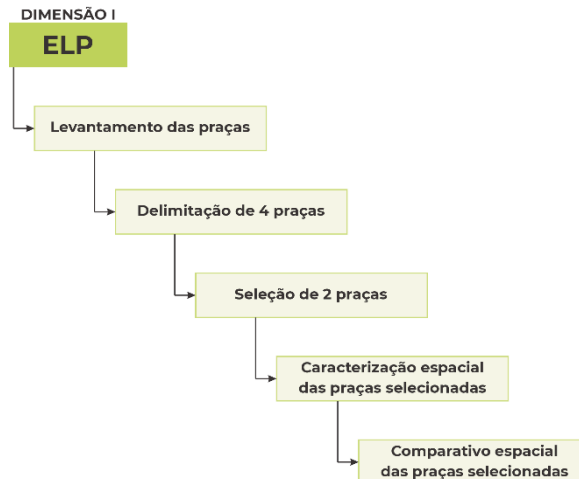 DIMENSÃO I
ELP
Levantamento das praças
Delimitação de 4 praças
Seleção de 2 praças
Caracterização espacial
das praças selecionadas
Comparativo espacial
das praças selecionadas